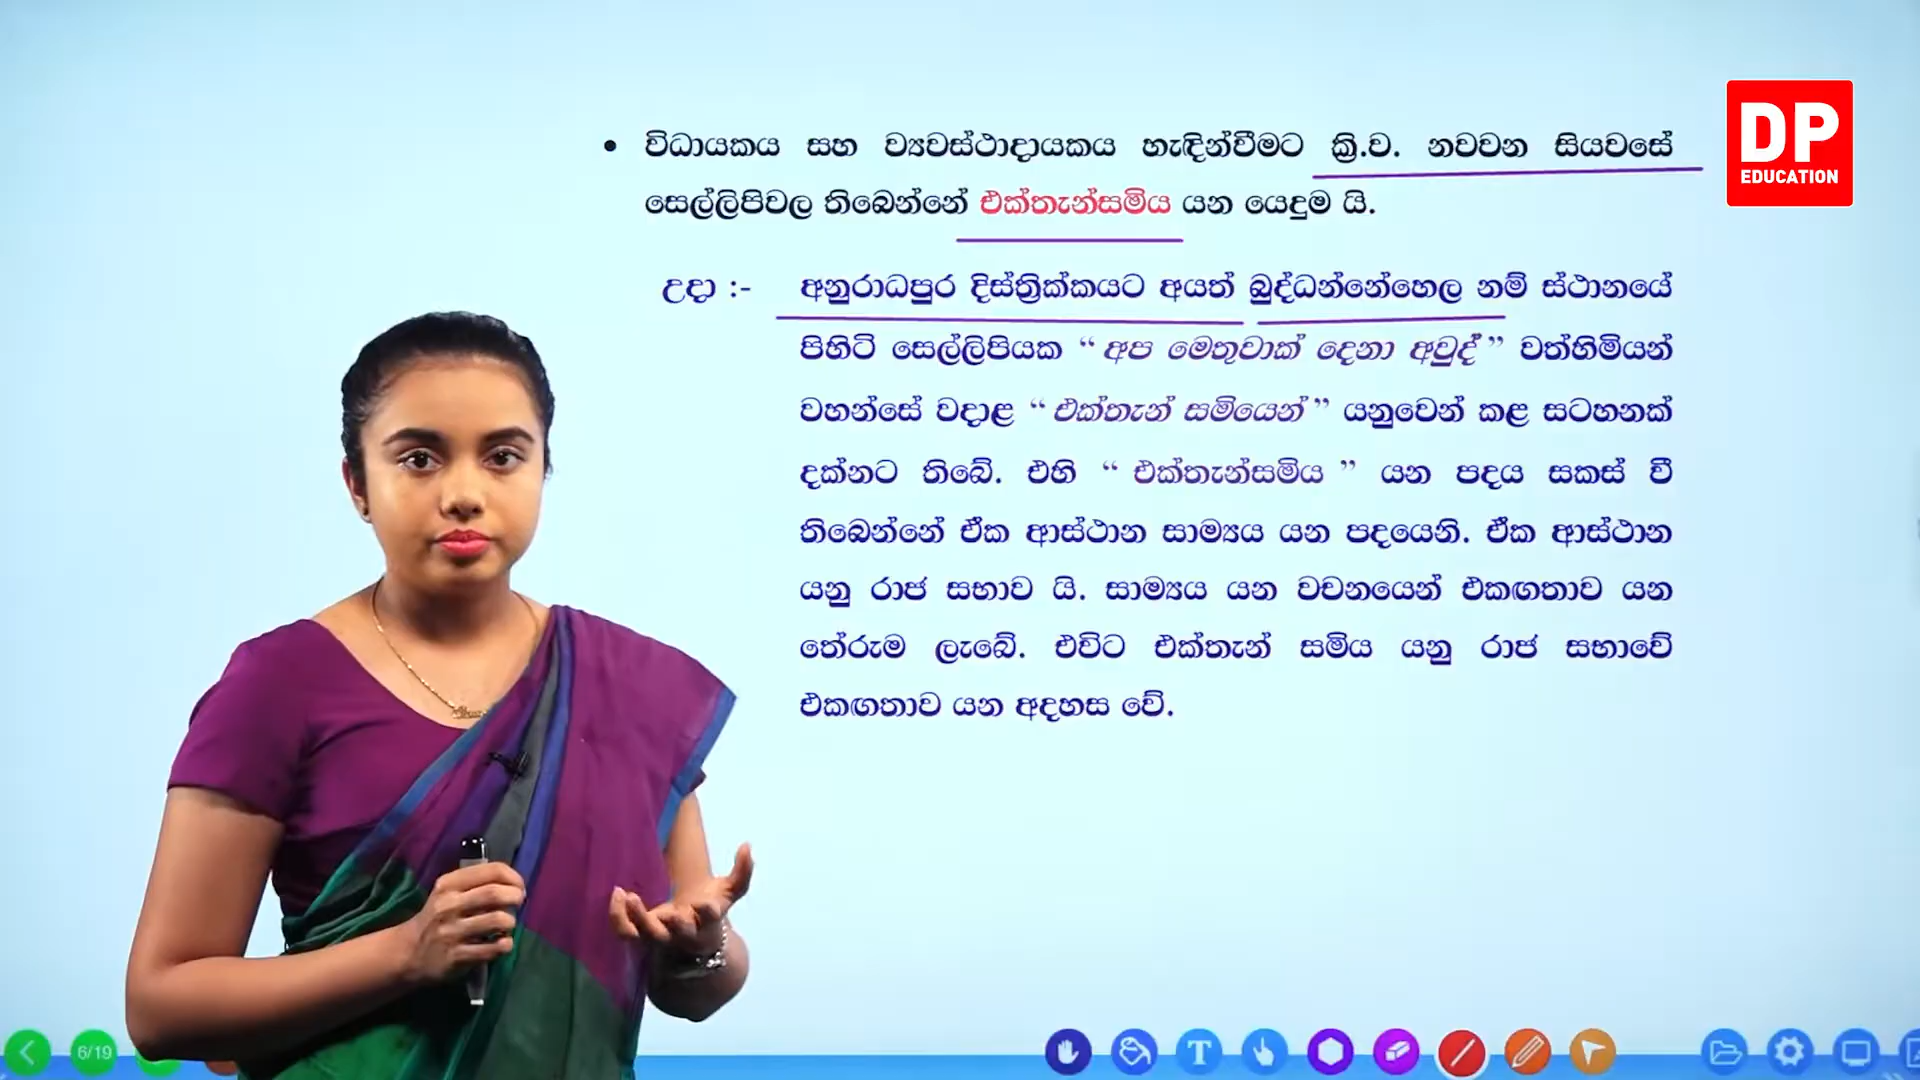 DP
EDUCATION
• විධායකය සහ ව්‍යවස්ථාදායකය හැඳින්වීමට ක්‍රි.ව. නවවන සියවසේ
සෙල්ලිපිවල තිබෙන්නේ එක්තැන්සමිය යන යෙදුම යි.
උදා :- අනුරාධපුර දිස්ත්‍රික්කයට අයත් බුද්ධන්නේහෙල නම් ස්ථානයේ
පිහිටි සෙල්ලිපියක “ අප මෙතුවාක් දෙනා අවුද් ” වත්හිමියන්
වහන්සේ වදාළ “ එක්තැන් සමියෙන් ” යනුවෙන් කළ සටහනක්
දක්නට තිබේ. එහි “ එක්තැන්සමිය ” යන පදය සකස් වී
තිබෙන්නේ ඒක ආස්ථාන සාම්‍යය යන පදයෙනි. ඒක ආස්ථාන
යනු රාජ සභාව යි. සාම්‍යය යන වචනයෙන් එකඟතාව යන
තේරුම ලැබේ. එවිට එක්තැන් සමිය යනු රාජ සභාවේ
එකඟතාව යන අදහස වේ.
6/19
T